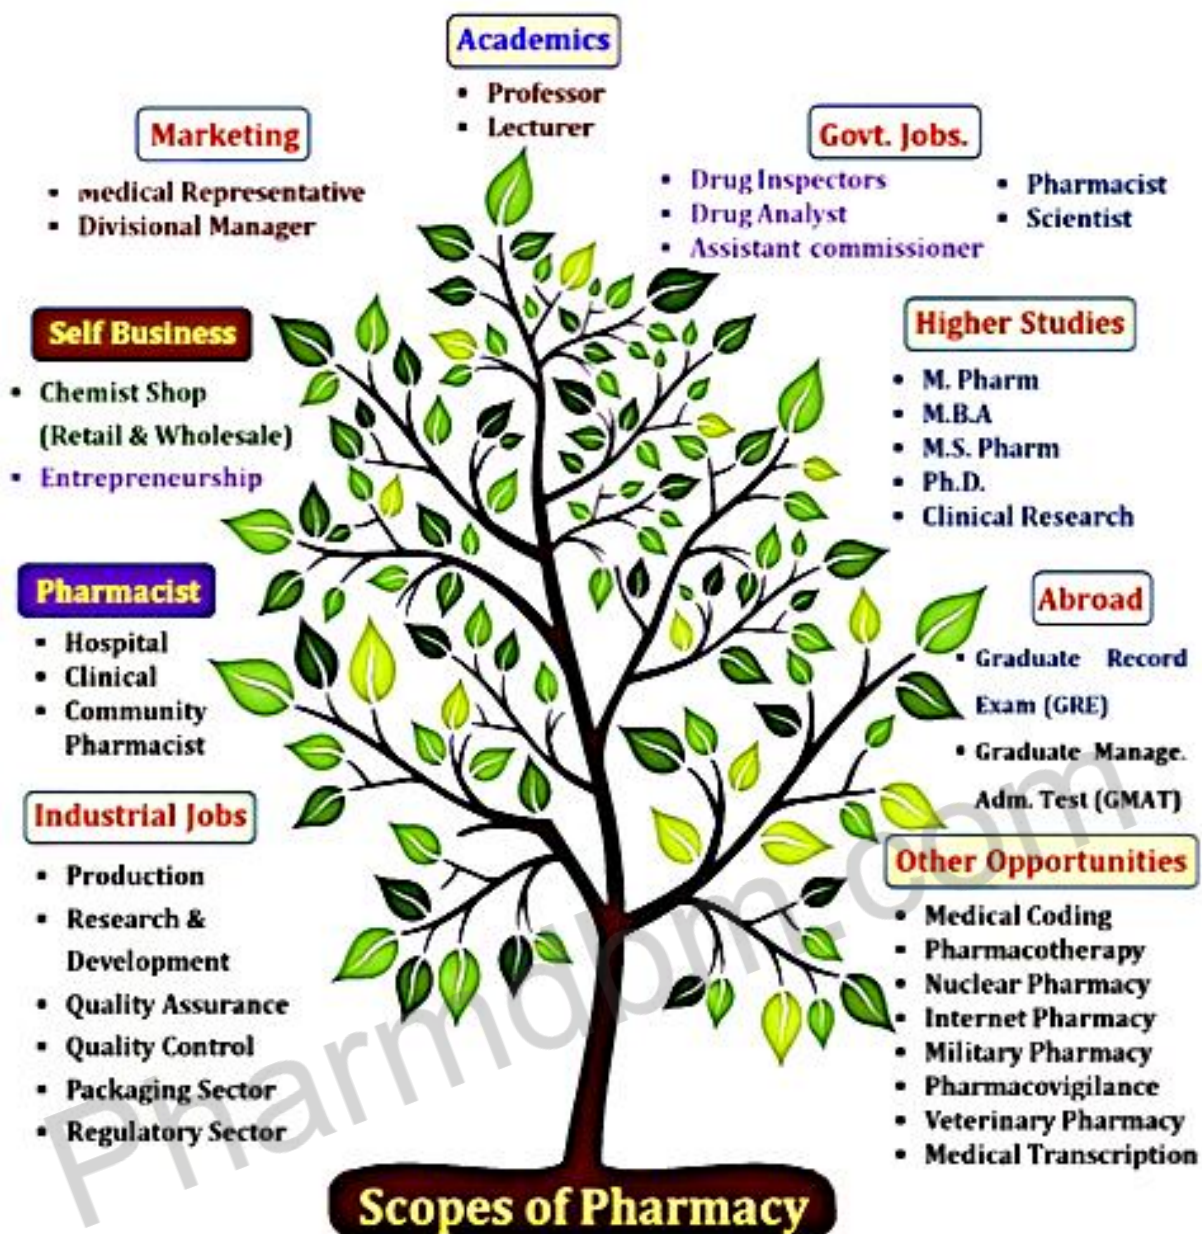 Academics
• Professor
• Lecturer
Marketing
▪ Medical Representative
▪ Divisional Manager
Govt. Jobs.
• Drug Inspectors
• Drug Analyst
• Assistant commissioner
• Pharmacist
• Scientist
Self Business
• Chemist Shop
(Retail & Wholesale)
• Entrepreneurship
Higher Studies
• M. Pharm
• M.B.A
• M.S. Pharm
• Ph.D.
• Clinical Research
Pharmacist
▪ Hospital
• Clinical
• Community
Pharmacist
Abroad
• Graduate Record
Exam (GRE)
• Graduate Manage.
Adm. Test (GMAT)
Industrial Jobs
• Production
• Research &
Development
• Quality Assurance
• Quality Control
• Packaging Sector
• Regulatory Sector
Other Opportunities
• Medical Coding
• Pharmacotherapy
• Nuclear Pharmacy
• Internet Pharmacy
• Military Pharmacy
• Pharmacovigilance
• Veterinary Pharmacy
• Medical Transcription
Pharmdbm.com
Scopes of Pharmacy